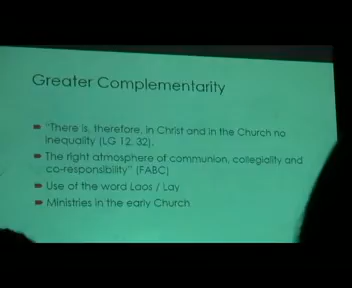 Greater Complementarity
"There is, therefore, in Christ and in the Church no
inequality (LG 12, 32).
The right atmosphere of communion, collegiality and
co-responsibility" (FABC)
Use of the word Laos / Lay
Ministries in the early Church